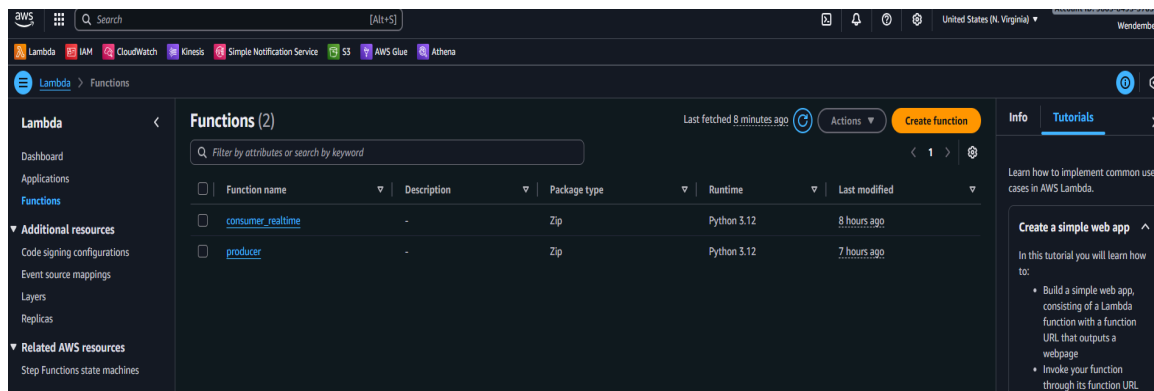 aws
Search [Alt+S]
United States (N. Virginia)
Lambda IAM CloudWatch Kinesis Simple Notification Service S3 AWS Glue Athena
Lambda > Functions
Lambda
Dashboard
Applications
Functions
Additional resources
Code signing configurations
Event source mappings
Layers
Replicas
Related AWS resources
Step Functions state machines
Functions (2)
Last fetched 8 minutes ago Actions Create function
Filter by attributes or search by keyword
1
Function name Description Package type Runtime Last modified
consumer_realtime - Zip Python 3.12 8 hours ago
producer - Zip Python 3.12 7 hours ago
Info Tutorials
Learn how to implement common use
cases in AWS Lambda.
Create a simple web app
In this tutorial you will learn how
to:
• Build a simple web app,
consisting of a Lambda
function with a function
URL that outputs a
webpage
• Invoke your function
through its function URL